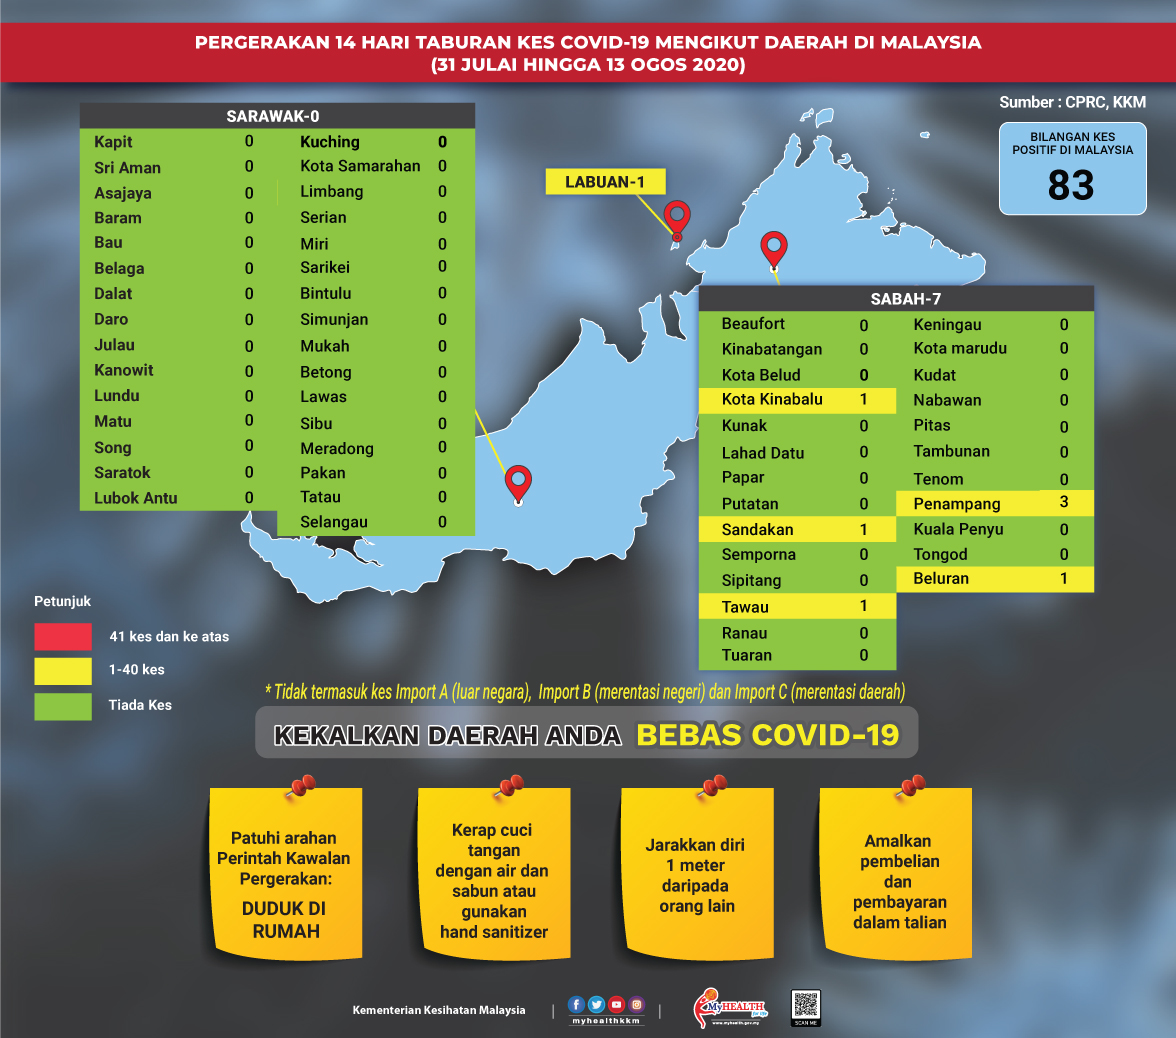 PERGERAKAN 14 HARI TABURAN KES COVID-19 MENGIKUT DAERAH DI MALAYSIA
(31 JULAI HINGGA 13 OGOS 2020)
Sumber : CPRC, KKM
BILANGAN KES
POSITIF DI MALAYSIA
83
SARAWAK-0
Kapit 0
Sri Aman 0
Asajaya 0
Baram 0
Bau 0
Belaga 0
Dalat 0
Daro 0
Julau 0
Kanowit 0
Lundu 0
Matu 0
Song 0
Saratok 0
Lubok Antu 0
Kuching 0
Kota Samarahan 0
Limbang 0
Serian 0
Miri 0
Sarikei 0
Bintulu 0
Simunjan 0
Mukah 0
Betong 0
Lawas 0
Sibu 0
Meradong 0
Pakan 0
Tatau 0
Selangau 0
LABUAN-1
SABAH-7
Beaufort 0
Kinabatangan 0
Kota Belud 0
Kota Kinabalu 1
Kunak 0
Lahad Datu 0
Papar 0
Putatan 0
Sandakan 1
Semporna 0
Sipitang 0
Tawau 1
Ranau 0
Tuaran 0
Keningau 0
Kota marudu 0
Kudat 0
Nabawan 0
Pitas 0
Tambunan 0
Tenom 0
Penampang 3
Kuala Penyu 0
Tongod 0
Beluran 1
Petunjuk
41 kes dan ke atas
1-40 kes
Tiada Kes
* Tidak termasuk kes Import A (luar negara), Import B (merentasi negeri) dan Import C (merentasi daerah)
KEKALKAN DAERAH ANDA BEBAS COVID-19
Patuhi arahan
Perintah Kawalan
Pergerakan:
DUDUK DI
RUMAH
Kerap cuci
tangan
dengan air dan
sabun atau
gunakan
hand sanitizer
Jarakkan diri
1 meter
daripada
orang lain
Amalkan
pembelian
dan
pembayaran
dalam talian
Kementerian Kesihatan Malaysia
myhealthkkm
MyHEALTH
for life
www.myhealth.gov.my
SCAN ME